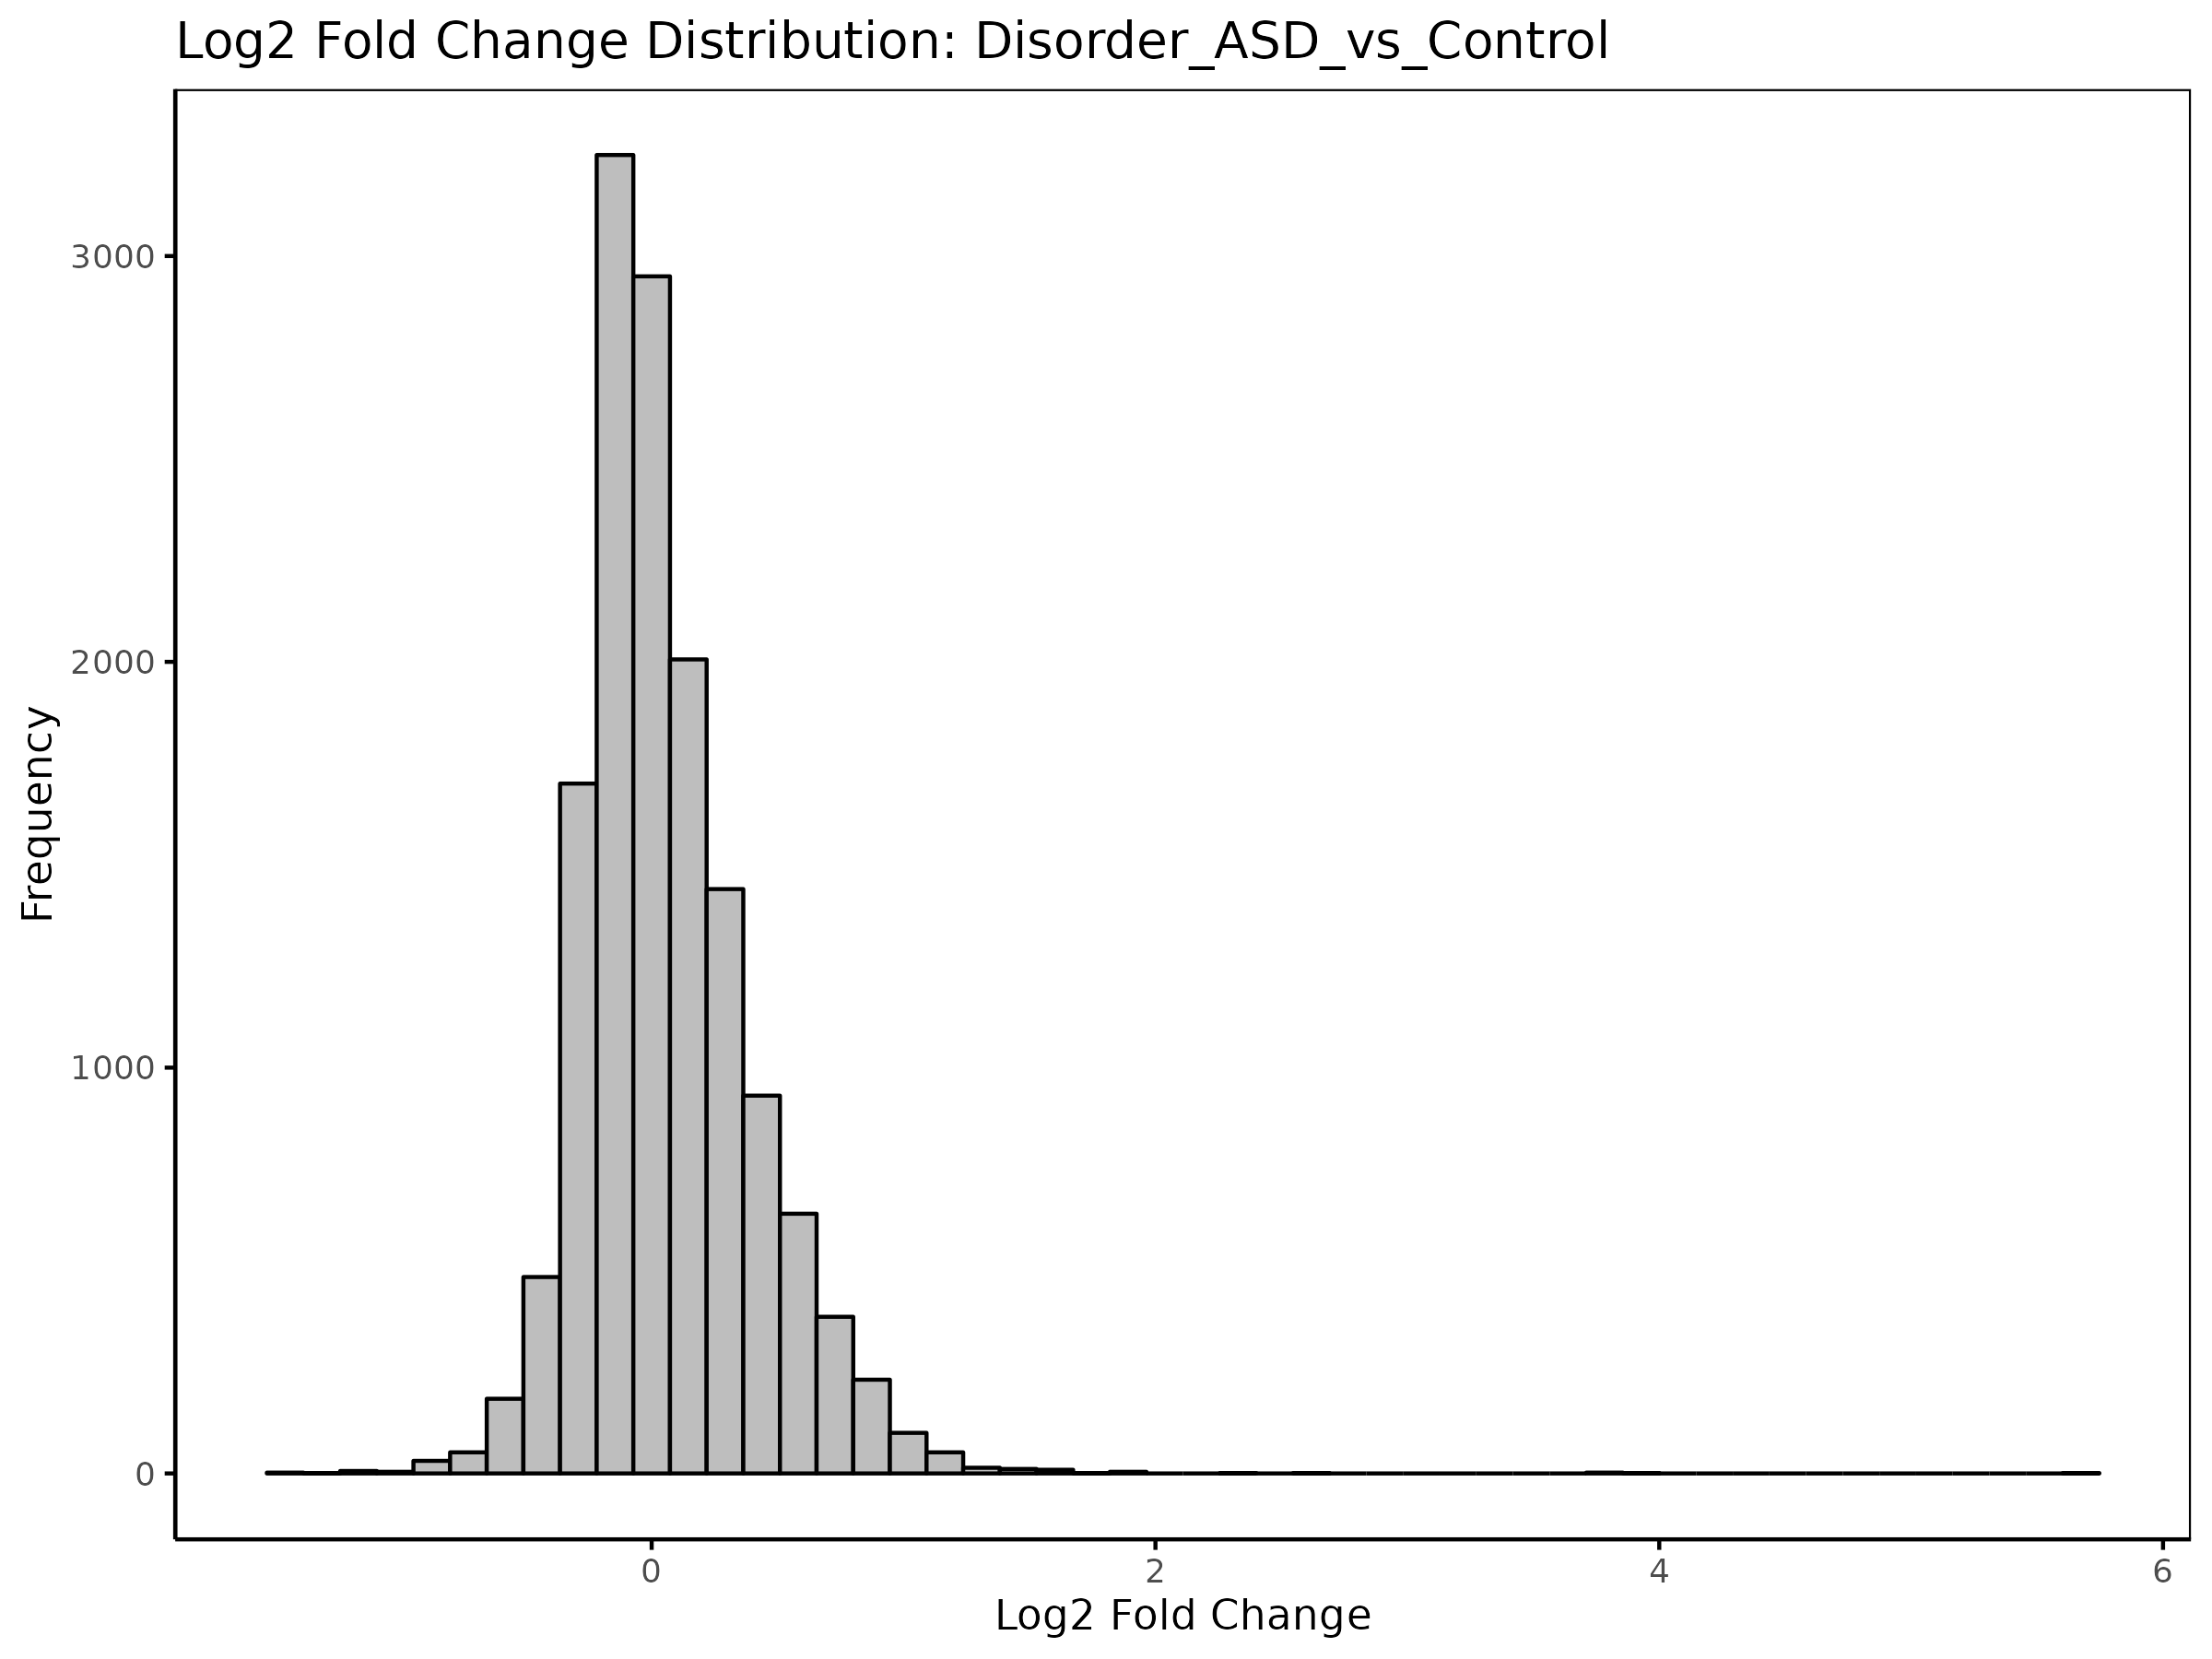 Log2 Fold Change Distribution: Disorder_ASD_vs_Control
Frequency
3000
2000
1000
0
0 2 4 6
Log2 Fold Change